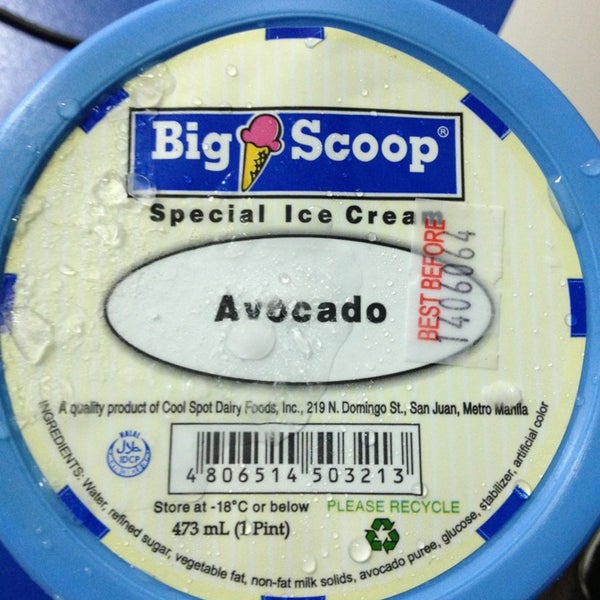 Big Scoop®
Special Ice Cream
BEST BEFORE
1406064
Avocado
A quality product of Cool Spot Dairy Foods, Inc., 219 N. Domingo St., San Juan, Metro Manila
HALAL
IDCP
4 806514 503213
Store at -18°C or below
PLEASE RECYCLE
473 mL (1 Pint)
INGREDIENTS: Water, refined sugar, vegetable fat, non-fat milk solids, avocado puree, glucose, stabilizer, artificial color